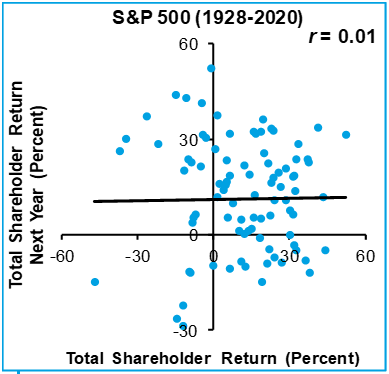 S&P 500 (1928-2020)
r = 0.01
60
30
0
-30
-60
-30
0
30
60
Total Shareholder Return
Next Year (Percent)
Total Shareholder Return (Percent)